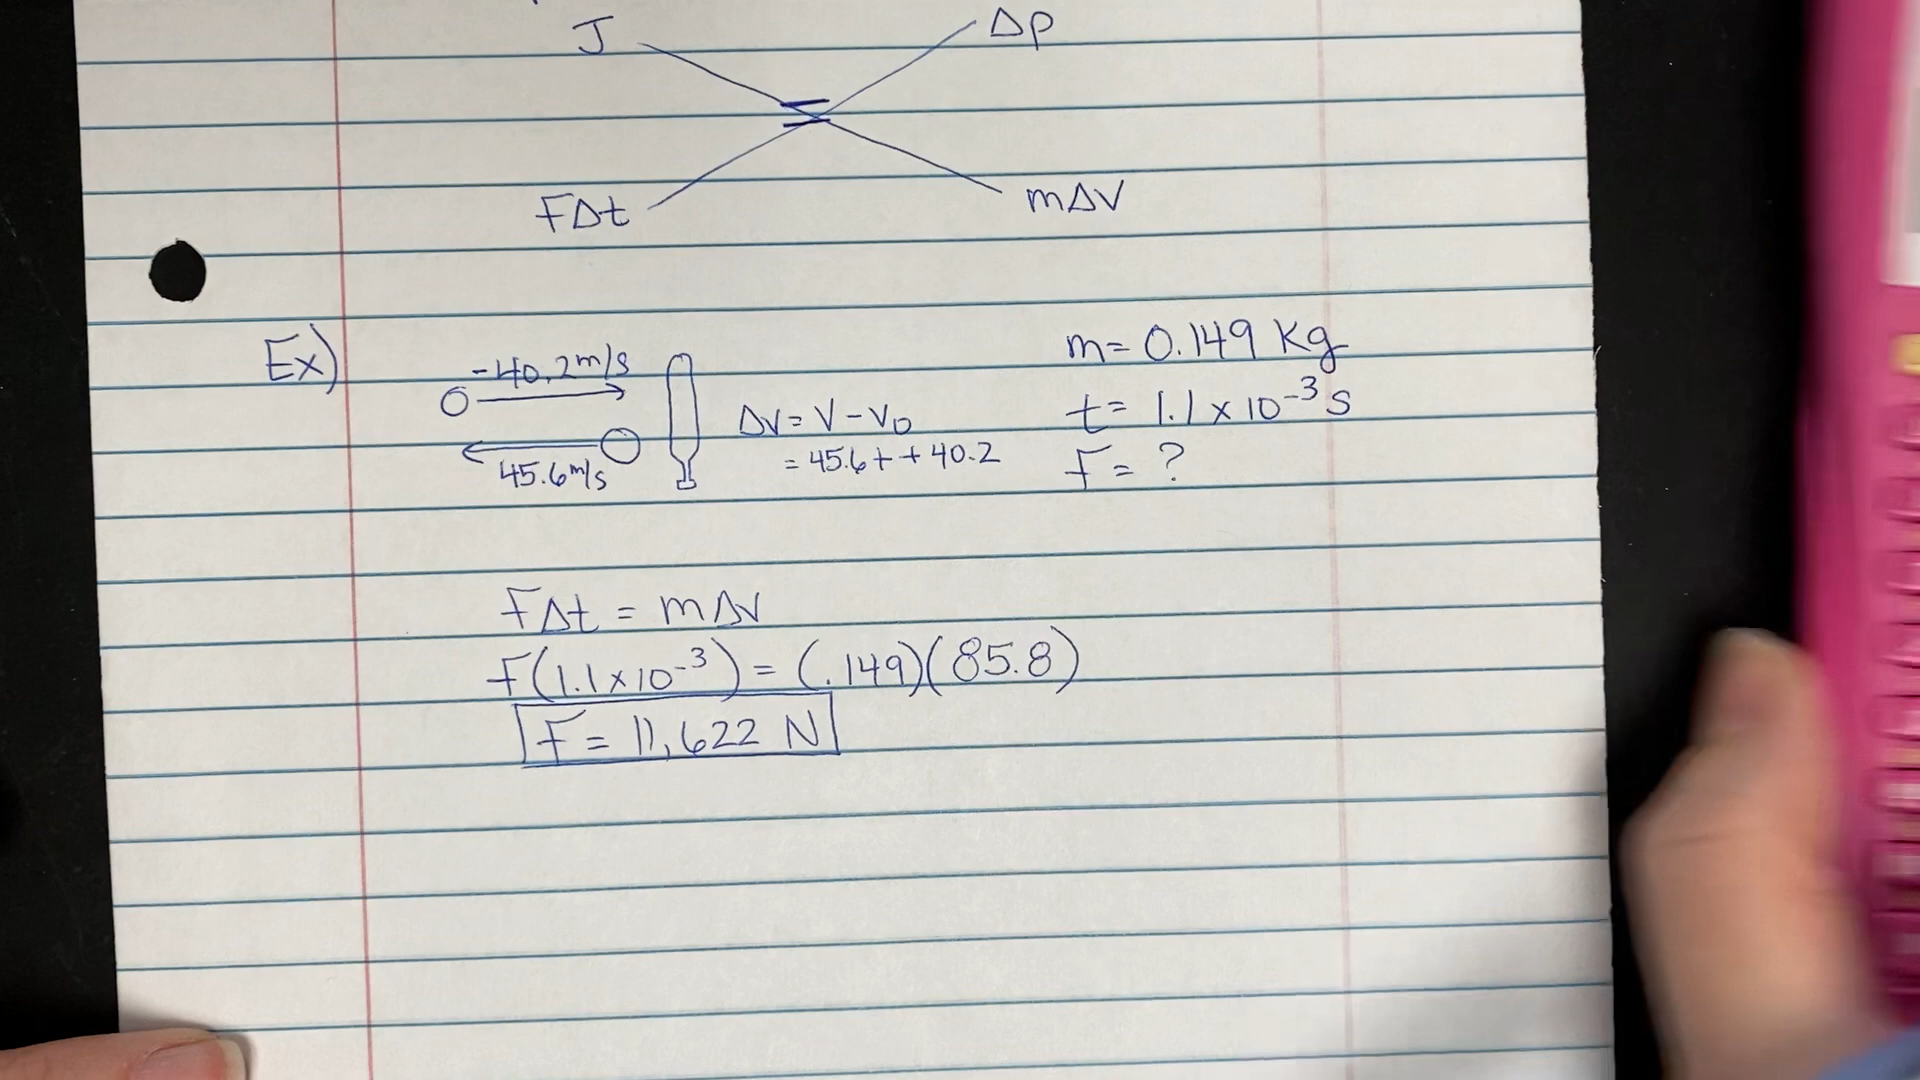 J Δp
=
FΔt mΔV
Ex) -40.2m/s m= 0.149 Kg
ΔV = V - V₀ t= 1.1 x 10⁻³ s
45.6m/s = 45.6 + + 40.2 F = ?
FΔt = mΔV
F(1.1x10⁻³) = (.149)(85.8)
F = 11,622 N